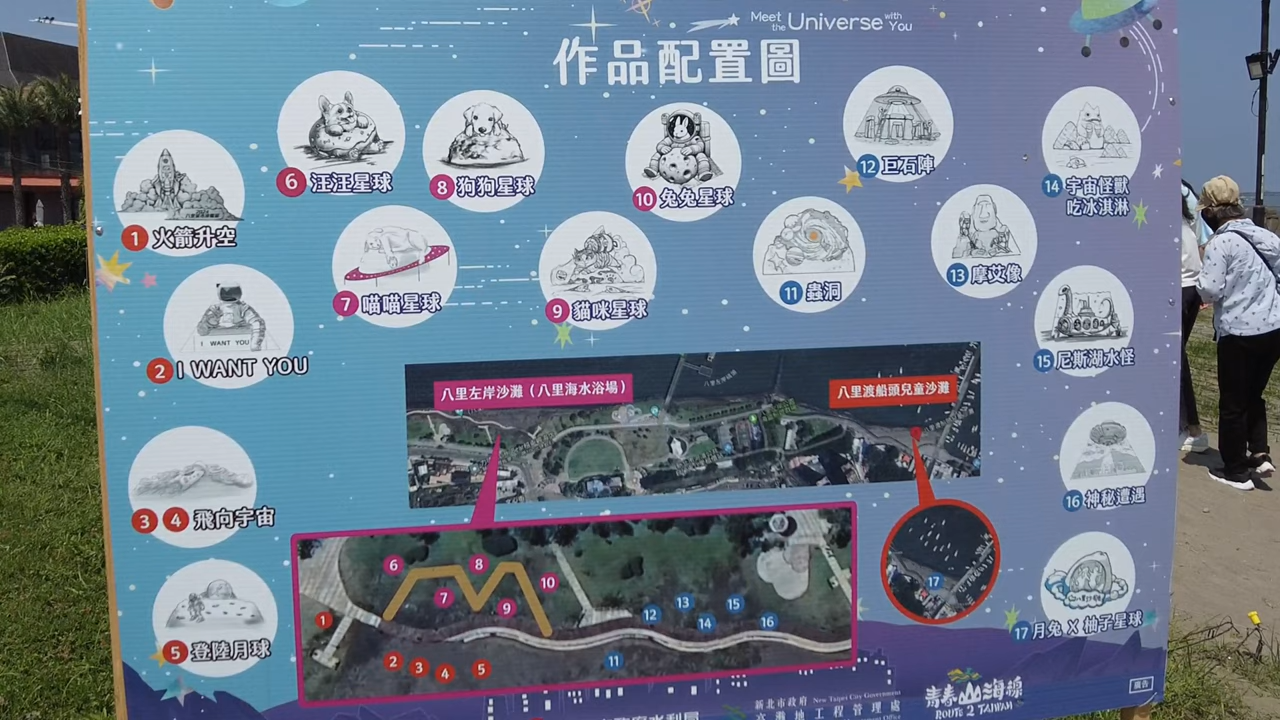 Meet the Universe with You
作品配置圖
6 汪汪星球
8 狗狗星球
10 兔兔星球
12 巨石陣
14 宇宙怪獸
吃冰淇淋
1 火箭升空
7 喵喵星球
9 貓咪星球
11 蟲洞
13 摩艾像
2 I WANT YOU
I WANT YOU
15 尼斯湖水怪
八里左岸沙灘（八里海水浴場）
八里渡船頭兒童沙灘
3 4 飛向宇宙
16 神秘遭遇
5 登陸月球
17 月兔 X 柚子星球
6
8
7
9
10
1
2
3
4
5
11
12
13
14
15
16
17
新北市政府 New Taipei City Government
青春山海線
ROUTE 2 TAIWAN
廣告